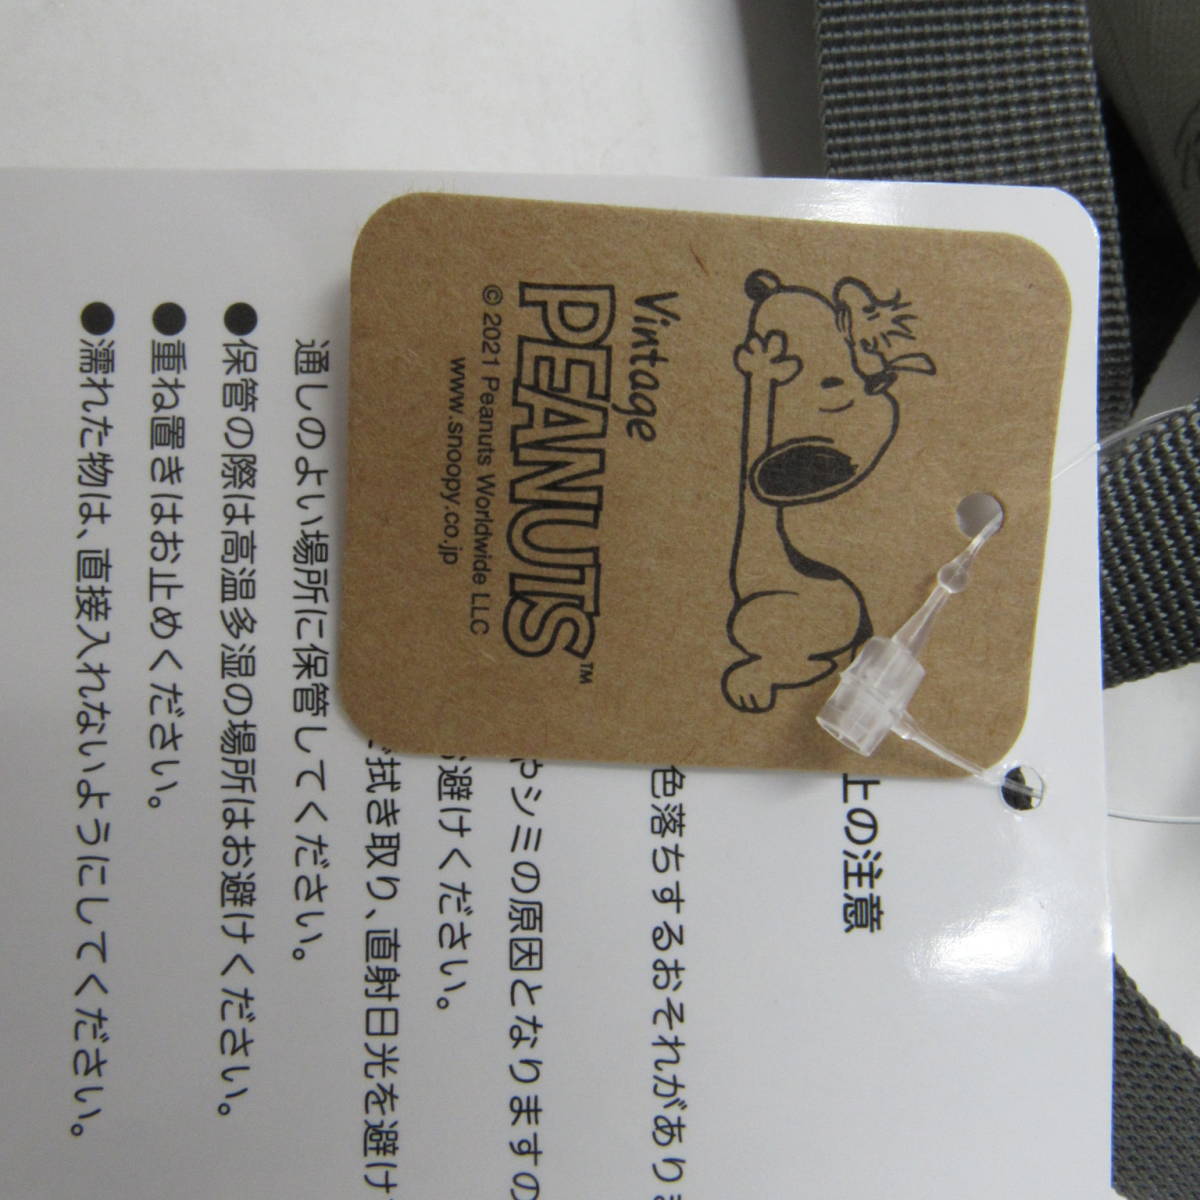 Vintage
PEANUTS™
© 2021 Peanuts Worldwide LLC
www.snoopy.co.jp
上の注意
色落ちするおそれがありま
やシミの原因となりますの
避けください。
拭き取り、直射日光を避け
通しのよい場所に保管してください。
●保管の際は高温多湿の場所はお避けください。
●重ね置きはお止めください。
●濡れた物は、直接入れないようにしてください。